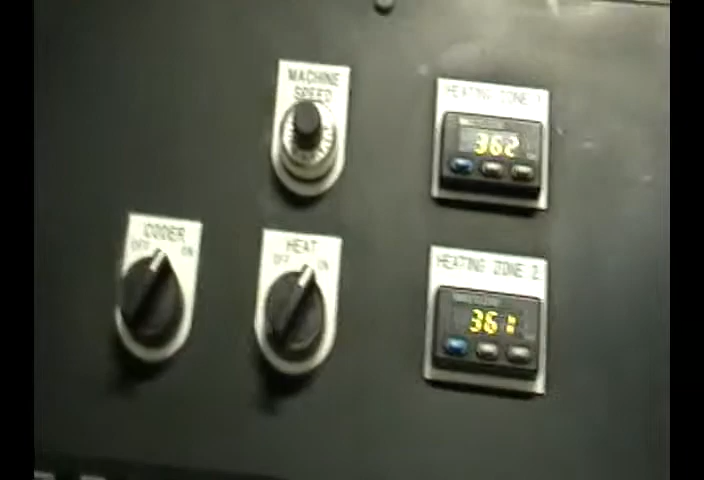 MACHINE
SPEED
HEATING ZONE 1
362
CODER
OFF ON
HEAT
OFF ON
HEATING ZONE 2
361